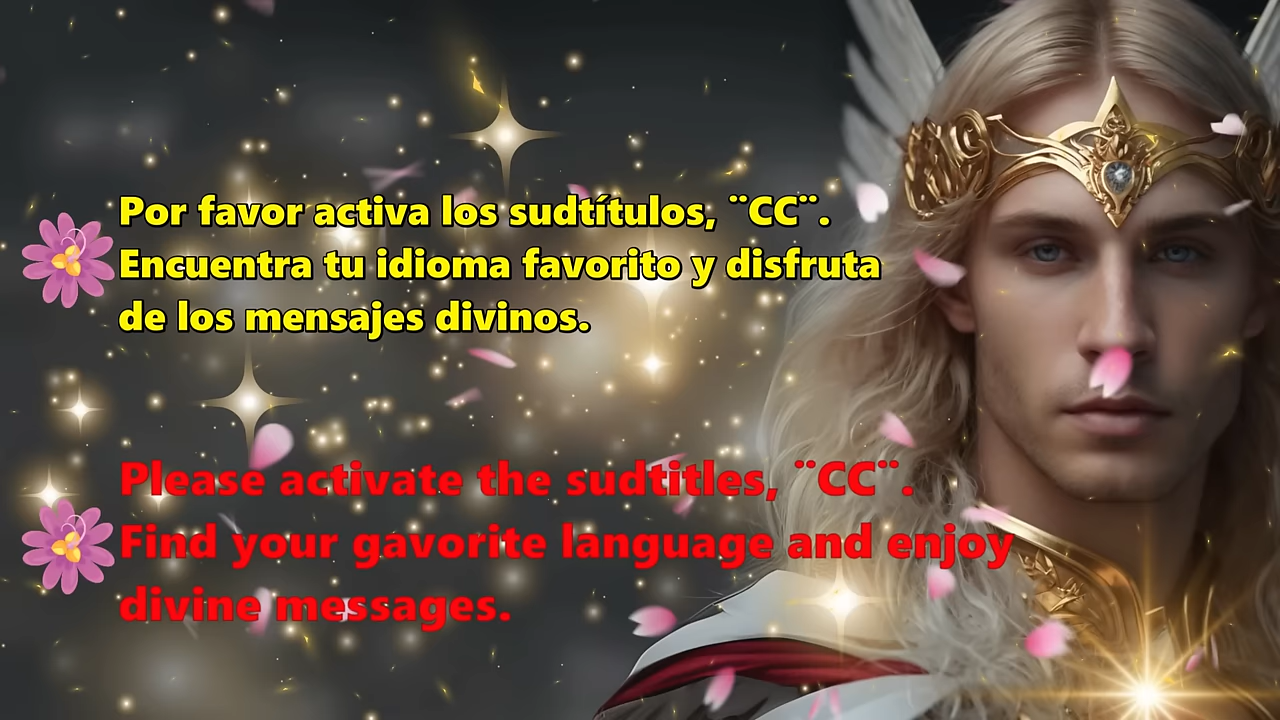 Por favor activa los sudtítulos, ¨CC¨.
Encuentra tu idioma favorito y disfruta
de los mensajes divinos.
Please activate the sudtitles, ¨CC¨.
Find your gavorite language and enjoy
divine messages.